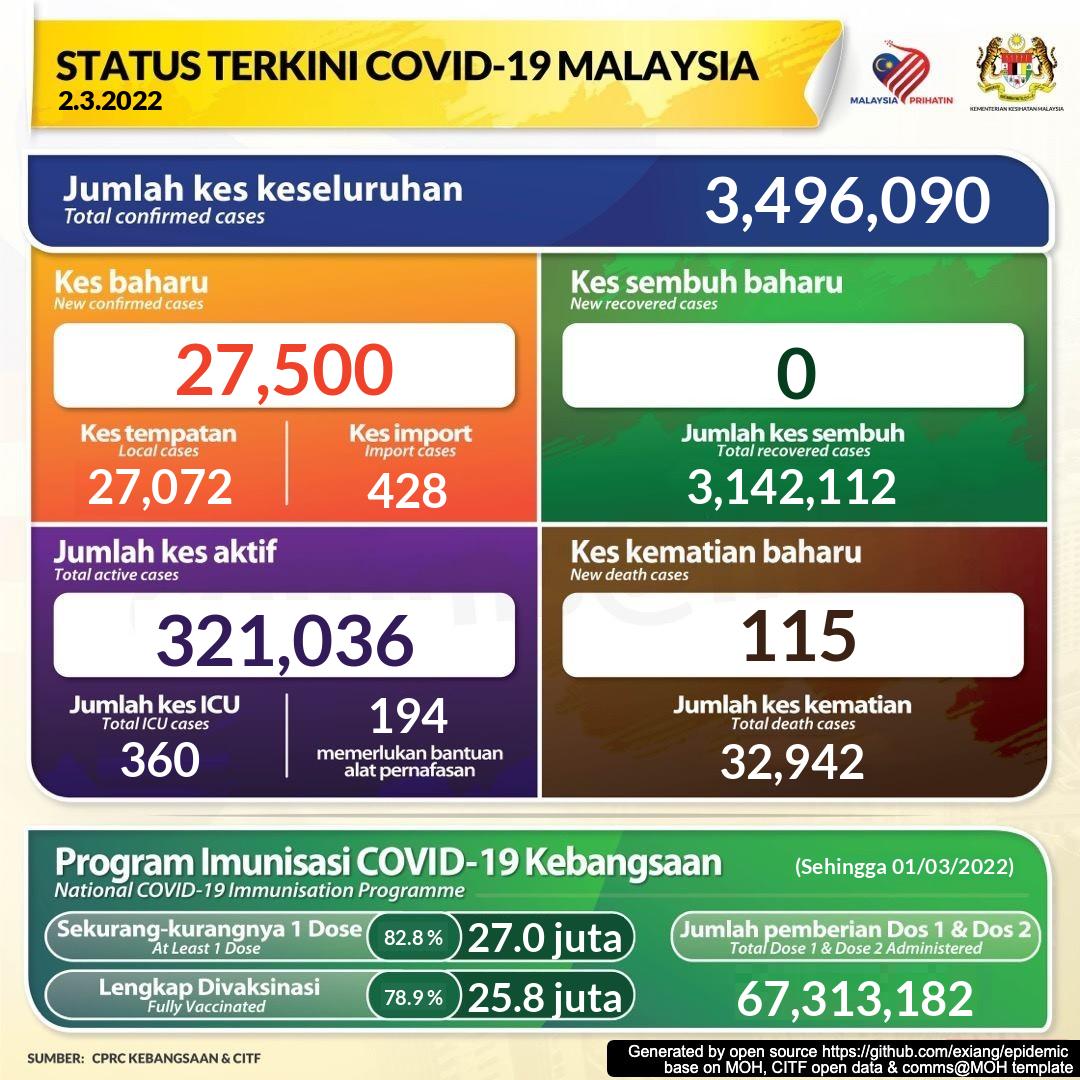 STATUS TERKINI COVID-19 MALAYSIA
2.3.2022
MALAYSIA PRIHATIN
KEMENTERIAN KESIHATAN MALAYSIA
Jumlah kes keseluruhan
Total confirmed cases
3,496,090
Kes baharu
New confirmed cases
27,500
Kes tempatan
Local cases
27,072
Kes import
Import cases
428
Kes sembuh baharu
New recovered cases
0
Jumlah kes sembuh
Total recovered cases
3,142,112
Jumlah kes aktif
Total active cases
321,036
Jumlah kes ICU
Total ICU cases
360
194
memerlukan bantuan
alat pernafasan
Kes kematian baharu
New death cases
115
Jumlah kes kematian
Total death cases
32,942
Program Imunisasi COVID-19 Kebangsaan
National COVID-19 Immunisation Programme
(Sehingga 01/03/2022)
Sekurang-kurangnya 1 Dose
At Least 1 Dose
82.8 %
27.0 juta
Lengkap Divaksinasi
Fully Vaccinated
78.9 %
25.8 juta
Jumlah pemberian Dos 1 & Dos 2
Total Dose 1 & Dose 2 Administered
67,313,182
SUMBER: CPRC KEBANGSAAN & CITF
Generated by open source https://github.com/exiang/epidemic
base on MOH, CITF open data & comms@MOH template